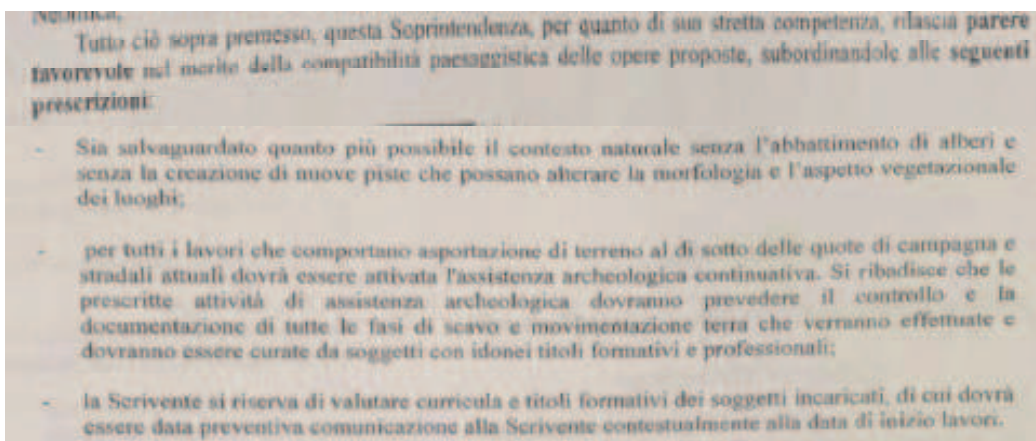 Neolitica.
Tutto ciò sopra premesso, questa Soprintendenza, per quanto di sua stretta competenza, rilascia parere
favorevole nel merito della compatibilità paesaggistica delle opere proposte, subordinandole alle seguenti
prescrizioni:
- Sia salvaguardato quanto più possibile il contesto naturale senza l'abbattimento di alberi e
senza la creazione di nuove piste che possano alterare la morfologia e l'aspetto vegetazionale
dei luoghi;
- per tutti i lavori che comportano asportazione di terreno al di sotto delle quote di campagna e
stradali attuali dovrà essere attivata l'assistenza archeologica continuativa. Si ribadisce che le
prescritte attività di assistenza archeologica dovranno prevedere il controllo e la
documentazione di tutte le fasi di scavo e movimentazione terra che verranno effettuate e
dovranno essere curate da soggetti con idonei titoli formativi e professionali;
- la Scrivente si riserva di valutare curricula e titoli formativi dei soggetti incaricati, di cui dovrà
essere data preventiva comunicazione alla Scrivente contestualmente alla data di inizio lavori.